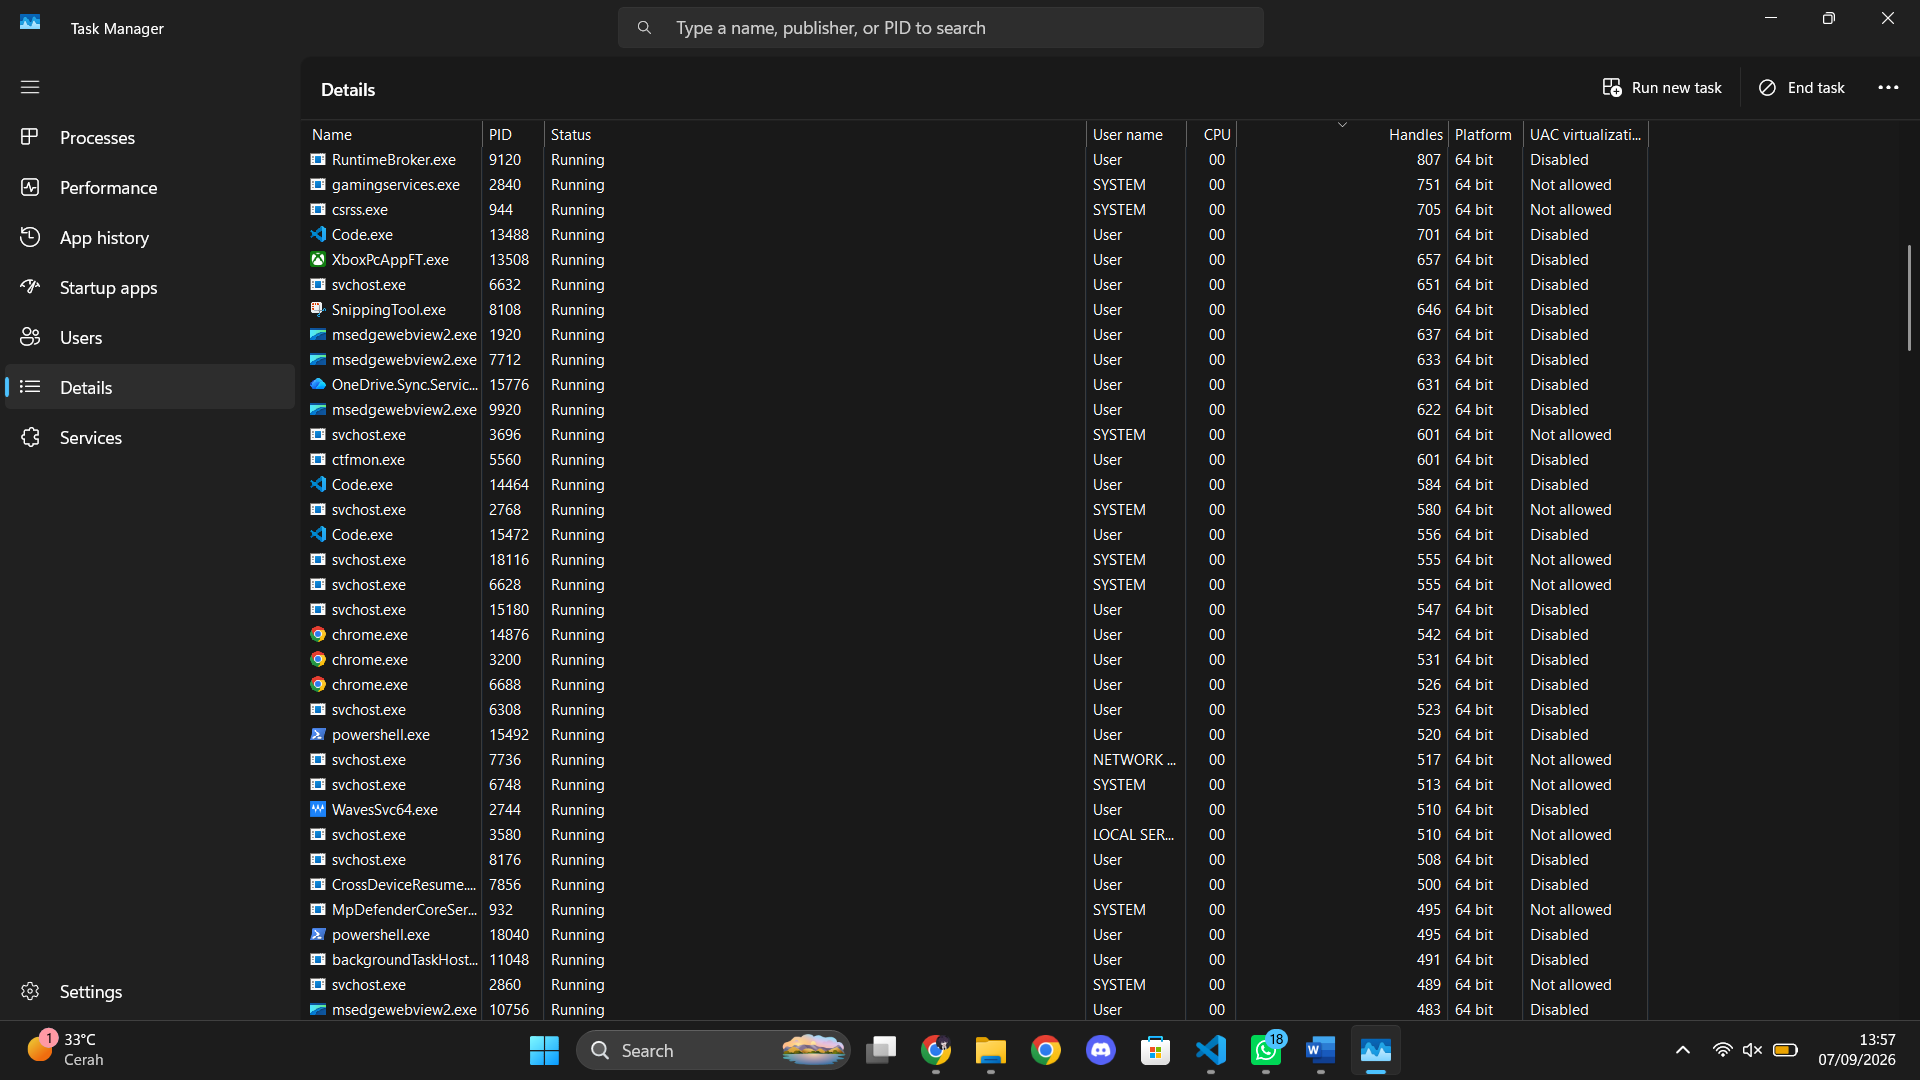 Task Manager
Type a name, publisher, or PID to search
Details
Run new task
End task
Processes
Performance
App history
Startup apps
Users
Details
Services
Settings
Name PID Status User name CPU Handles Platform UAC virtualizati...
RuntimeBroker.exe 9120 Running User 00 807 64 bit Disabled
gamingservices.exe 2840 Running SYSTEM 00 751 64 bit Not allowed
csrss.exe 944 Running SYSTEM 00 705 64 bit Not allowed
Code.exe 13488 Running User 00 701 64 bit Disabled
XboxPcAppFT.exe 13508 Running User 00 657 64 bit Disabled
svchost.exe 6632 Running User 00 651 64 bit Disabled
SnippingTool.exe 8108 Running User 00 646 64 bit Disabled
msedgewebview2.exe 1920 Running User 00 637 64 bit Disabled
msedgewebview2.exe 7712 Running User 00 633 64 bit Disabled
OneDrive.Sync.Servic... 15776 Running User 00 631 64 bit Disabled
msedgewebview2.exe 9920 Running User 00 622 64 bit Disabled
svchost.exe 3696 Running SYSTEM 00 601 64 bit Not allowed
ctfmon.exe 5560 Running User 00 601 64 bit Disabled
Code.exe 14464 Running User 00 584 64 bit Disabled
svchost.exe 2768 Running SYSTEM 00 580 64 bit Not allowed
Code.exe 15472 Running User 00 556 64 bit Disabled
svchost.exe 18116 Running SYSTEM 00 555 64 bit Not allowed
svchost.exe 6628 Running SYSTEM 00 555 64 bit Not allowed
svchost.exe 15180 Running User 00 547 64 bit Disabled
chrome.exe 14876 Running User 00 542 64 bit Disabled
chrome.exe 3200 Running User 00 531 64 bit Disabled
chrome.exe 6688 Running User 00 526 64 bit Disabled
svchost.exe 6308 Running User 00 523 64 bit Disabled
powershell.exe 15492 Running User 00 520 64 bit Disabled
svchost.exe 7736 Running NETWORK ... 00 517 64 bit Not allowed
svchost.exe 6748 Running SYSTEM 00 513 64 bit Not allowed
WavesSvc64.exe 2744 Running User 00 510 64 bit Disabled
svchost.exe 3580 Running LOCAL SER... 00 510 64 bit Not allowed
svchost.exe 8176 Running User 00 508 64 bit Disabled
CrossDeviceResume.... 7856 Running User 00 500 64 bit Disabled
MpDefenderCoreSer... 932 Running SYSTEM 00 495 64 bit Not allowed
powershell.exe 18040 Running User 00 495 64 bit Disabled
backgroundTaskHost... 11048 Running User 00 491 64 bit Disabled
svchost.exe 2860 Running SYSTEM 00 489 64 bit Not allowed
msedgewebview2.exe 10756 Running User 00 483 64 bit Disabled
1
33°C
Cerah
Search
18
13:57
07/09/2026